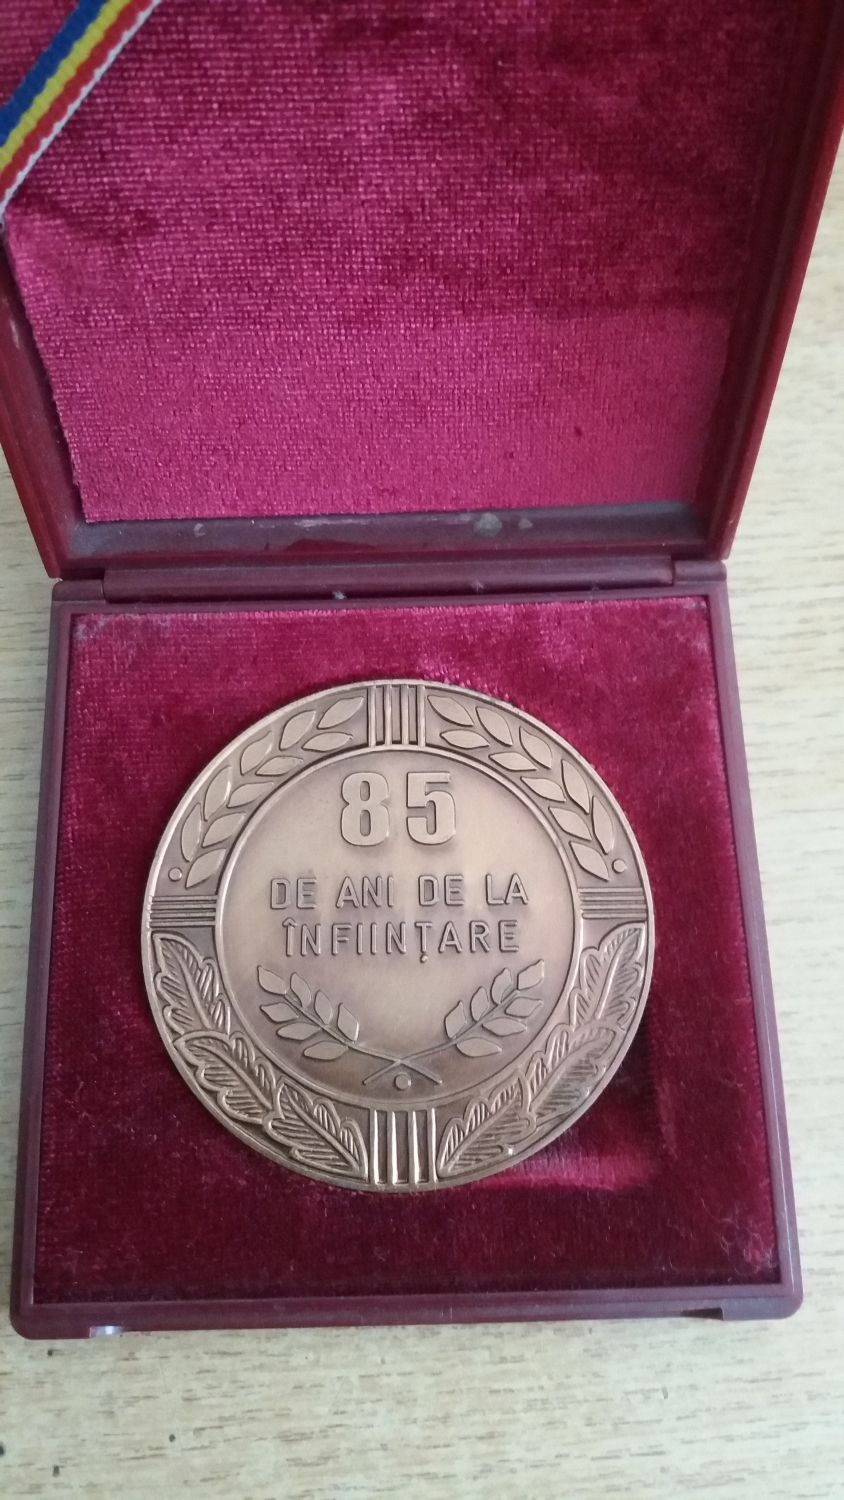 85
DE ANI DE LA
ÎNFIINȚARE